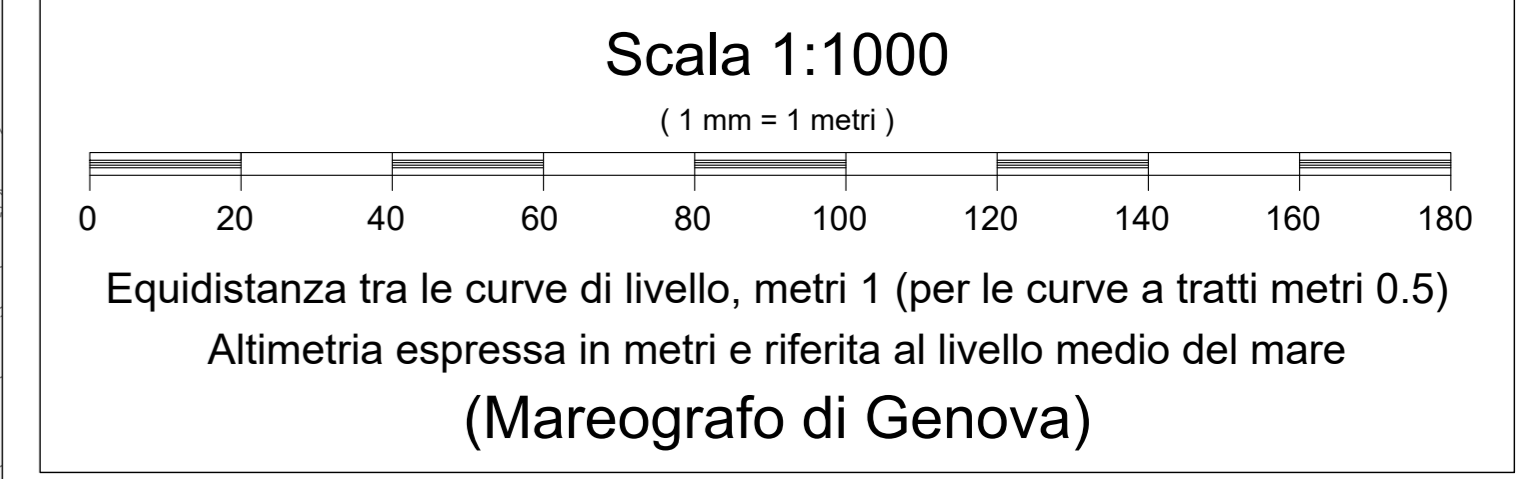 Scala 1:1000
( 1 mm = 1 metri )
0 20 40 60 80 100 120 140 160 180
Equidistanza tra le curve di livello, metri 1 (per le curve a tratti metri 0.5)
Altimetria espressa in metri e riferita al livello medio del mare
(Mareografo di Genova)